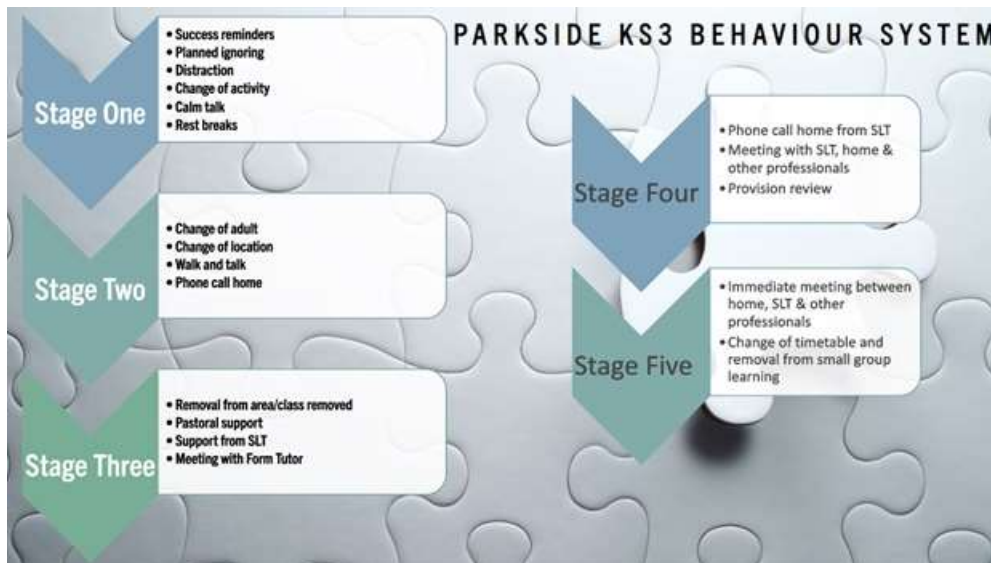 PARKSIDE KS3 BEHAVIOUR SYSTEM
Stage One
• Success reminders
• Planned ignoring
• Distraction
• Change of activity
• Calm talk
• Rest breaks
Stage Two
• Change of adult
• Change of location
• Walk and talk
• Phone call home
Stage Three
• Removal from area/class removed
• Pastoral support
• Support from SLT
• Meeting with Form Tutor
Stage Four
• Phone call home from SLT
• Meeting with SLT, home &
other professionals
• Provision review
Stage Five
• Immediate meeting between
home, SLT & other
professionals
• Change of timetable and
removal from small group
learning